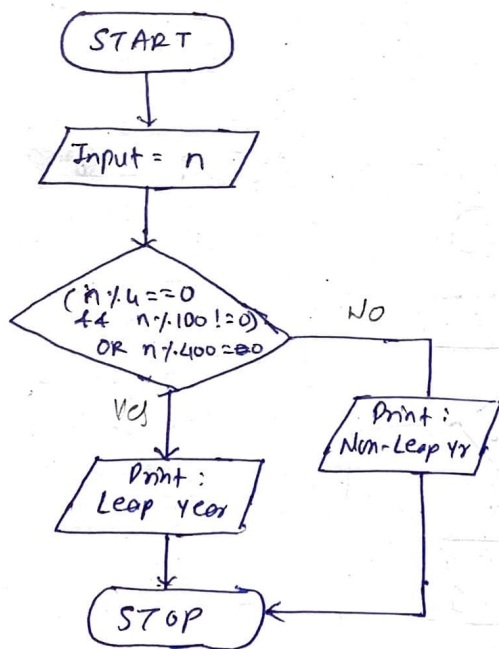 START
Input = n
(n%4==0
&& n%100!=0)
OR n%400==0
NO
Yes
Print:
Non-Leap Yr
Print:
Leap year
STOP